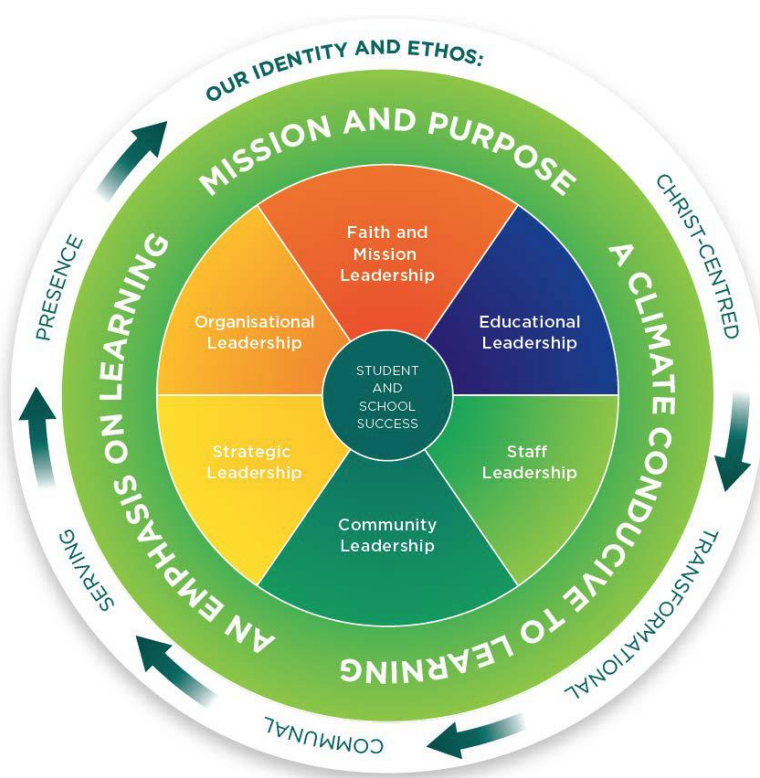 OUR IDENTITY AND ETHOS:
CHRIST-CENTRED
TRANSFORMATIONAL
COMMUNAL
SERVING
PRESENCE
MISSION AND PURPOSE
A CLIMATE CONDUCIVE TO LEARNING
AN EMPHASIS ON LEARNING
Faith and
Mission
Leadership
Educational
Leadership
Staff
Leadership
Community
Leadership
Strategic
Leadership
Organisational
Leadership
STUDENT
AND
SCHOOL
SUCCESS